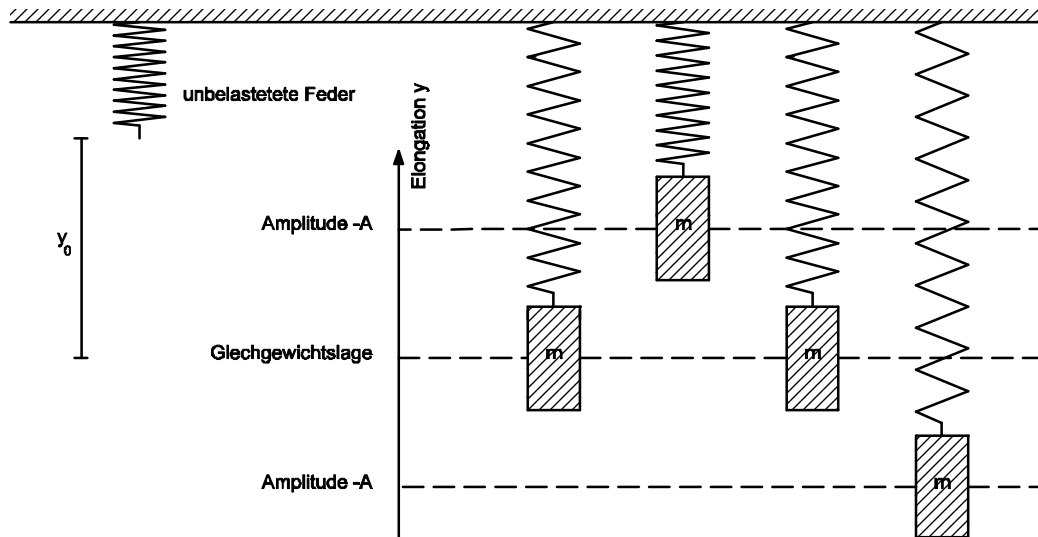 unbelastetete Feder
Elongation y
Amplitude -A
m
y0
Glechgewichtslage
m
m
Amplitude -A
m